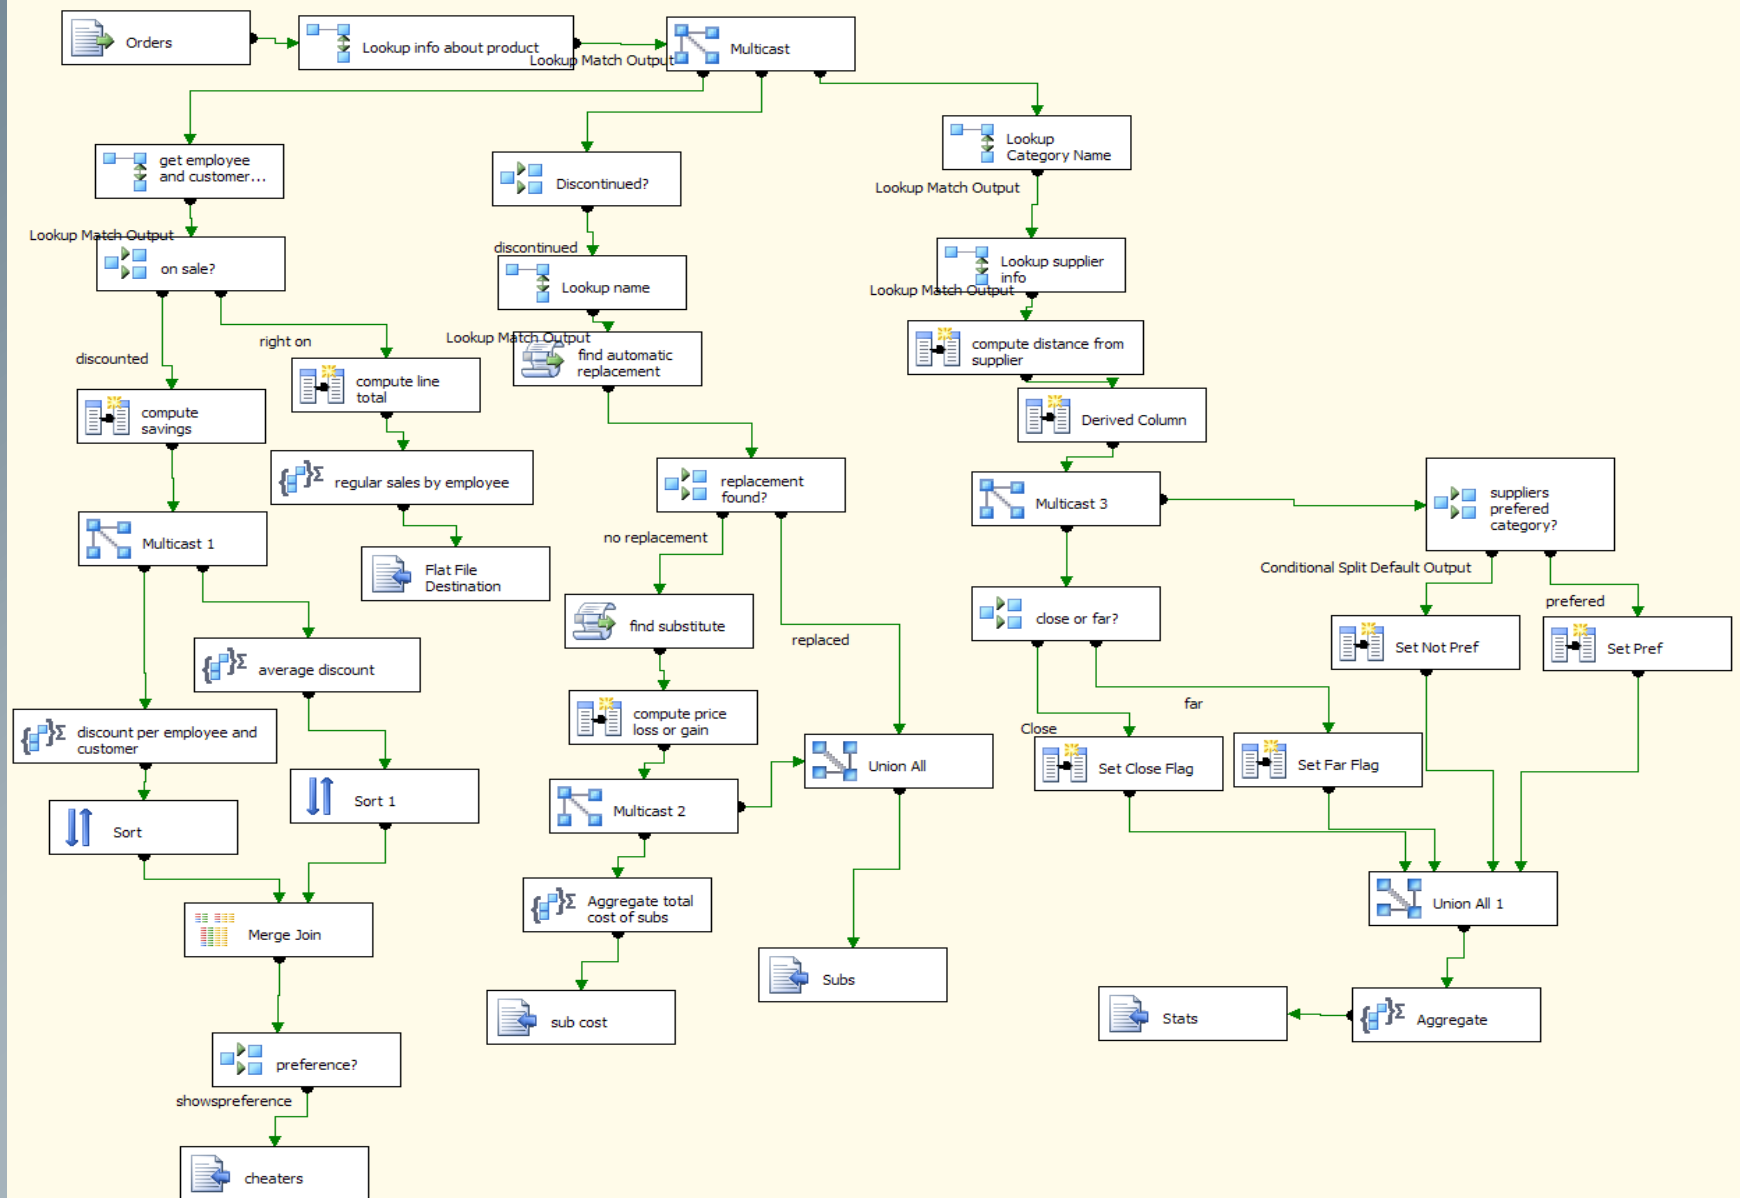 Orders
Lookup info about product
Lookup Match Output
Multicast
get employee
and customer...
Lookup Match Output
on sale?
discounted
right on
compute
savings
compute line
total
regular sales by employee
Multicast 1
Flat File
Destination
average discount
discount per employee and
customer
Sort 1
Sort
Merge Join
preference?
showspreference
cheaters
Discontinued?
discontinued
Lookup name
Lookup Match Output
find automatic
replacement
replacement
found?
no replacement
replaced
find substitute
compute price
loss or gain
Union All
Multicast 2
Aggregate total
cost of subs
Subs
sub cost
Lookup
Category Name
Lookup Match Output
Lookup supplier
info
Lookup Match Output
compute distance from
supplier
Derived Column
Multicast 3
suppliers
prefered
category?
Conditional Split Default Output
prefered
close or far?
Set Not Pref
Set Pref
far
Close
Set Close Flag
Set Far Flag
Union All 1
Stats
Aggregate